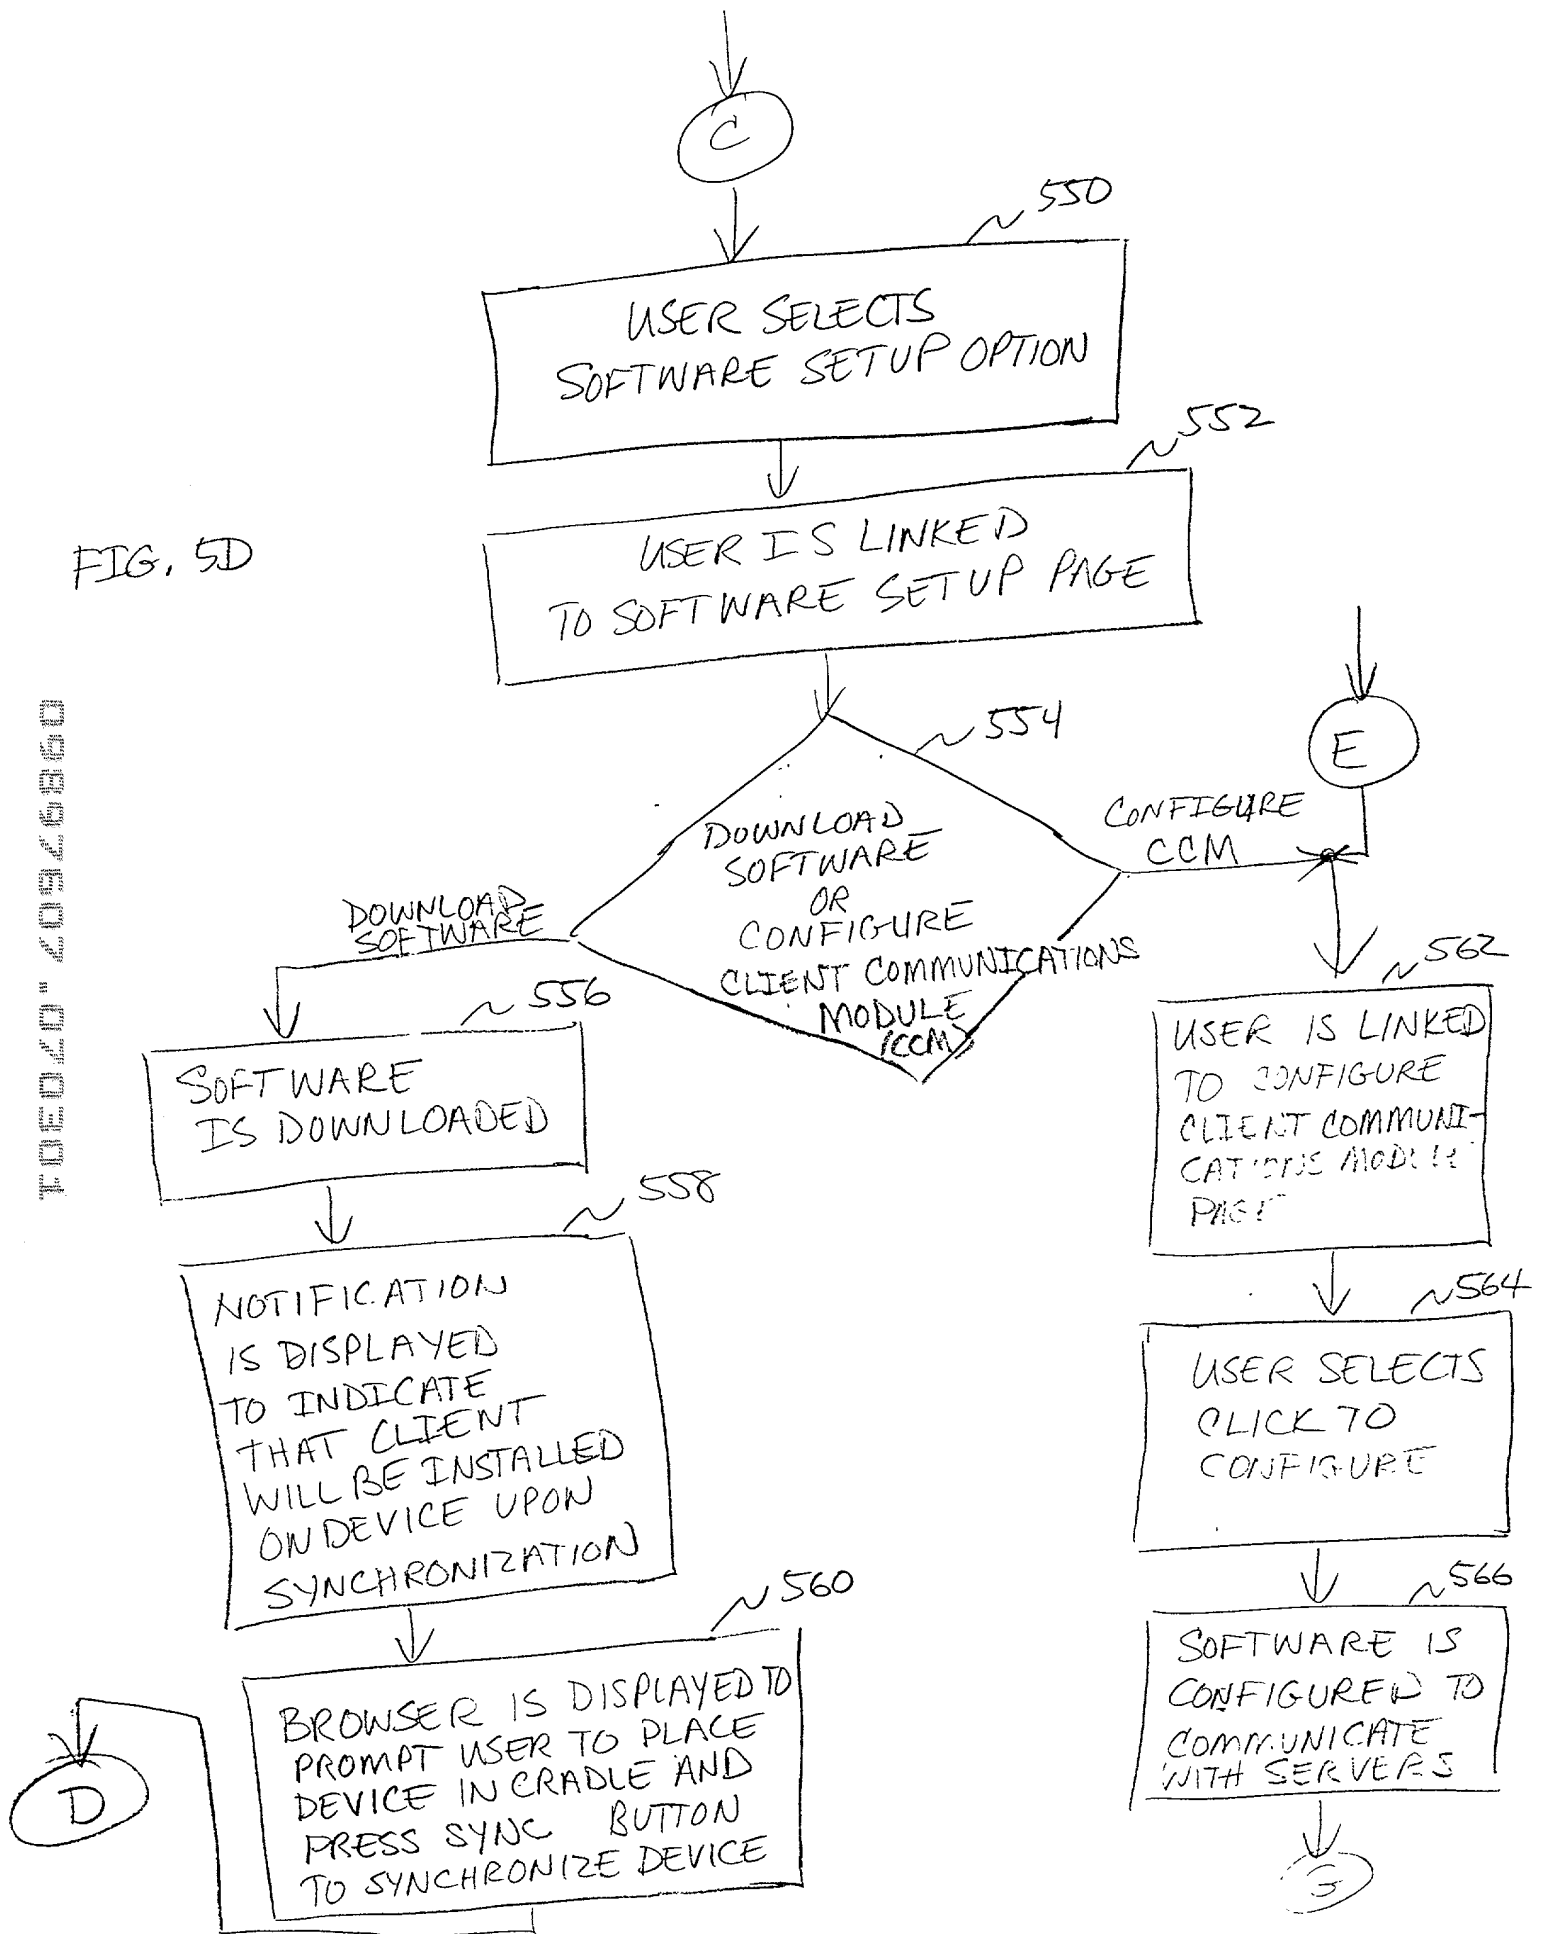 C
550
USER SELECTS
SOFTWARE SETUP OPTION
552
USER IS LINKED
TO SOFTWARE SETUP PAGE
FIG. 5D
554
E
DOWNLOAD
SOFTWARE
OR
CONFIGURE
CLIENT COMMUNICATIONS
MODULE
(CCM)
CONFIGURE
CCM
DOWNLOAD
SOFTWARE
556
SOFTWARE
IS DOWNLOADED
558
NOTIFICATION
IS DISPLAYED
TO INDICATE
THAT CLIENT
WILL BE INSTALLED
ON DEVICE UPON
SYNCHRONIZATION
560
BROWSER IS DISPLAYED TO
PROMPT USER TO PLACE
DEVICE IN CRADLE AND
PRESS SYNC BUTTON
TO SYNCHRONIZE DEVICE
D
562
USER IS LINKED
TO CONFIGURE
CLIENT COMMUNI-
CATIONS MODULE
PAGE
564
USER SELECTS
CLICK TO
CONFIGURE
566
SOFTWARE IS
CONFIGURED TO
COMMUNICATE
WITH SERVERS